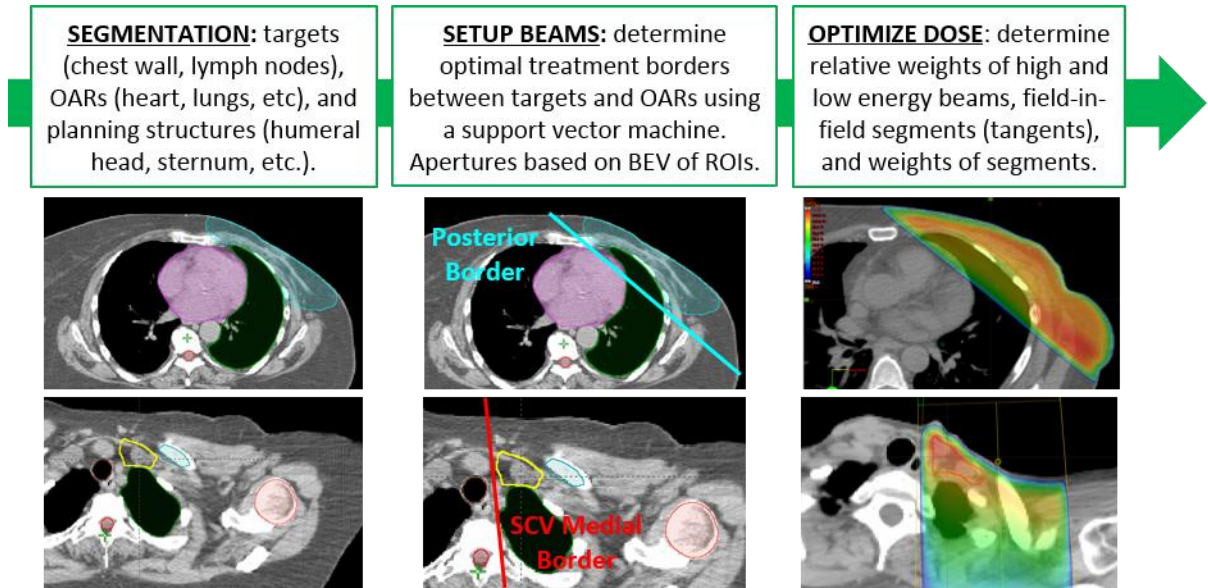 SEGMENTATION: targets
(chest wall, lymph nodes),
OARs (heart, lungs, etc), and
planning structures (humeral
head, sternum, etc.).
SETUP BEAMS: determine
optimal treatment borders
between targets and OARs using
a support vector machine.
Apertures based on BEV of ROIs.
OPTIMIZE DOSE: determine
relative weights of high and
low energy beams, field-in-
field segments (tangents),
and weights of segments.
Posterior
Border
SCV Medial
Border